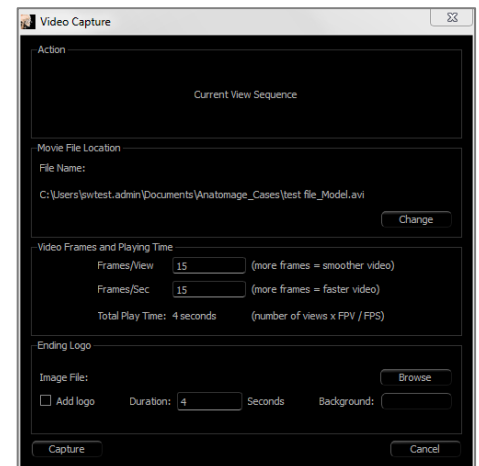 Video Capture
Action
Current View Sequence
Movie File Location
File Name:
C:\Users\swtest.admin\Documents\Anatomage_Cases\test file_Model.avi
Change
Video Frames and Playing Time
Frames/View 15 (more frames = smoother video)
Frames/Sec 15 (more frames = faster video)
Total Play Time: 4 seconds (number of views x FPV / FPS)
Ending Logo
Image File: Browse
Add logo Duration: 4 Seconds Background:
Capture Cancel